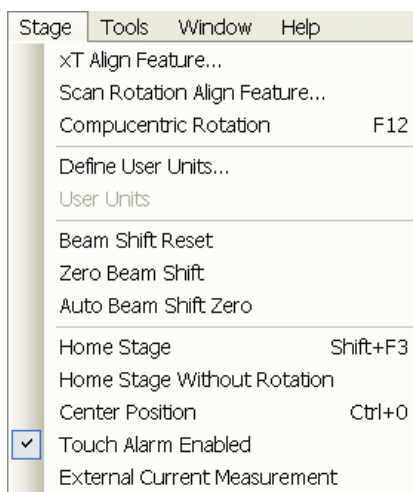 Stage Tools Window Help
xT Align Feature...
Scan Rotation Align Feature...
Compucentric Rotation F12
Define User Units...
User Units
Beam Shift Reset
Zero Beam Shift
Auto Beam Shift Zero
Home Stage Shift+F3
Home Stage Without Rotation
Center Position Ctrl+0
Touch Alarm Enabled
External Current Measurement